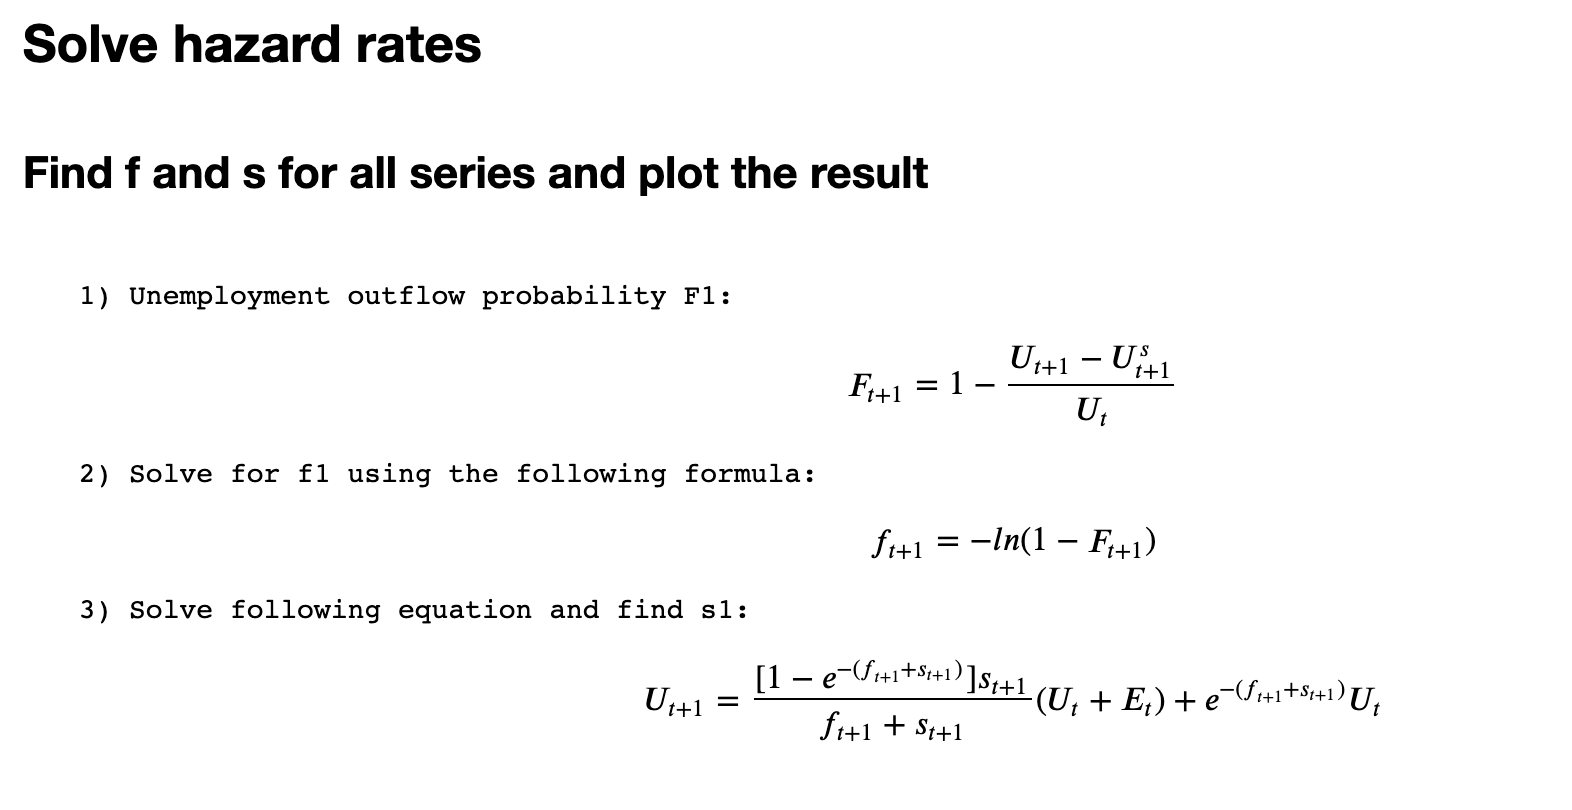 Solve hazard rates
Find f and s for all series and plot the result
1) Unemployment outflow probability F1:
$F_{t+1} = 1 - \frac{U_{t+1} - U^s_{t+1}}{U_t}$
2) Solve for f1 using the following formula:
$f_{t+1} = -ln(1 - F_{t+1})$
3) Solve following equation and find s1:
$U_{t+1} = \frac{[1 - e^{-(f_{t+1}+s_{t+1})}]s_{t+1}}{f_{t+1} + s_{t+1}}(U_t + E_t) + e^{-(f_{t+1}+s_{t+1})}U_t$